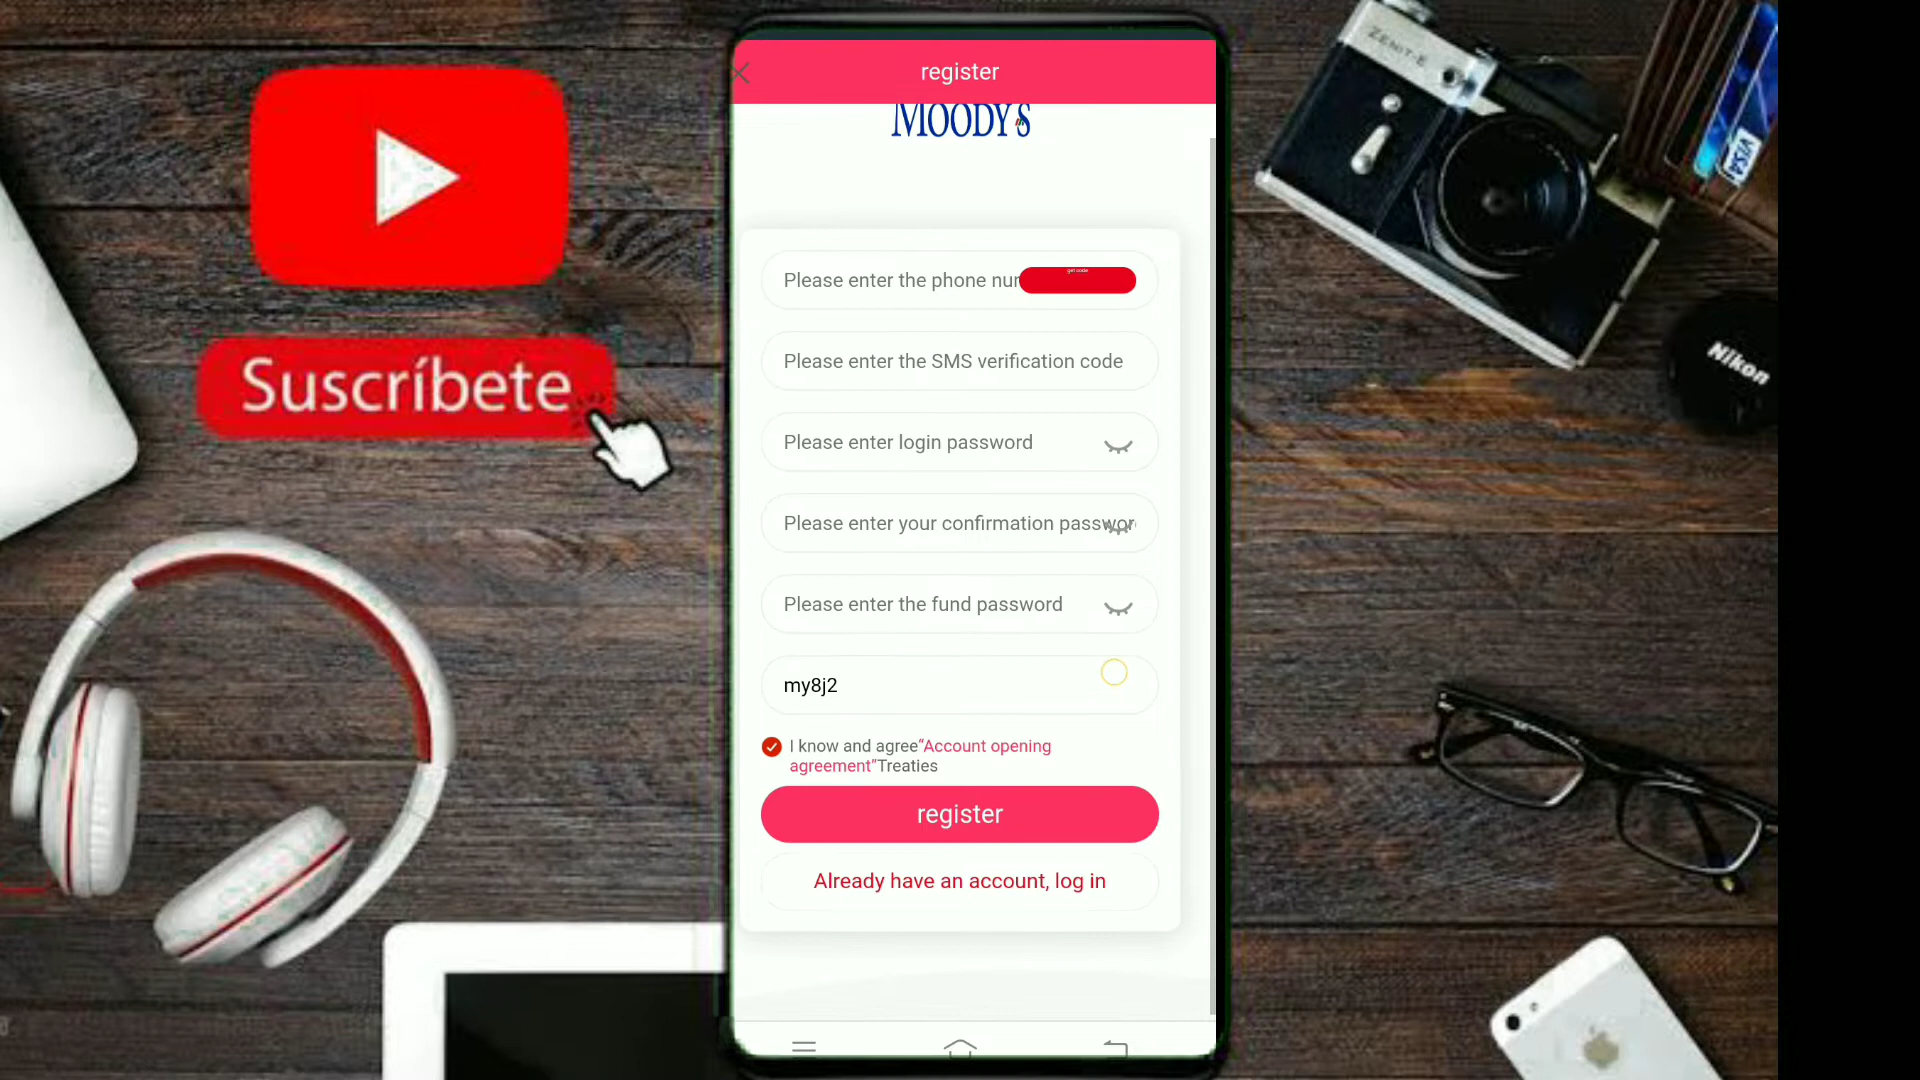 register
MOODY'S
Please enter the phone nur
get code
Please enter the SMS verification code
Please enter login password
Please enter your confirmation passwor
Please enter the fund password
my8j2
I know and agree“Account opening
agreement”Treaties
register
Already have an account, log in
Suscríbete
ZENIT-E
VISA
Nikon